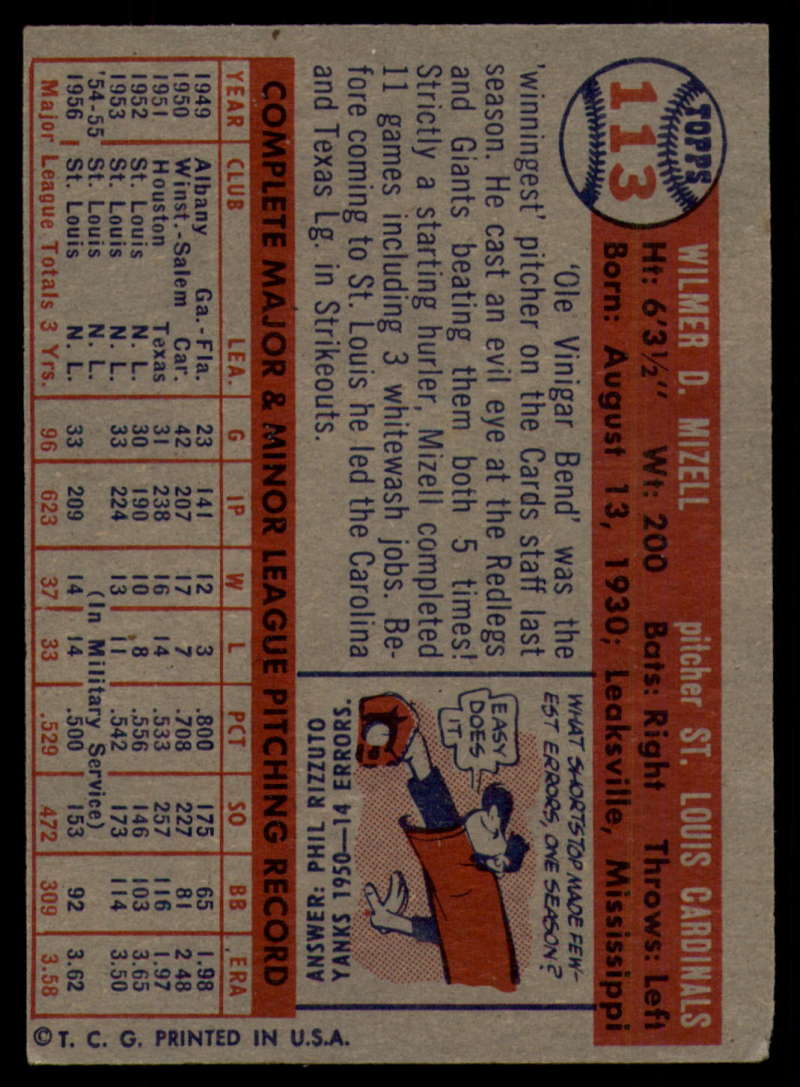 TOPPS
113
WILMER D. MIZELL pitcher ST. LOUIS CARDINALS
Ht: 6'3½" Wt: 200 Bats: Right Throws: Left
Born: August 13, 1930; Leaksville, Mississippi
'Ole Vinigar Bend' was the
'winningest' pitcher on the Cards staff last
season. He cast an evil eye at the Redlegs
and Giants beating them both 5 times!
Strictly a starting hurler, Mizell completed
11 games including 3 whitewash jobs. Be-
fore coming to St. Louis he led the Carolina
and Texas Lg. in Strikeouts.
WHAT SHORTSTOP MADE FEW-
EST ERRORS, ONE SEASON?
EASY
DOES
IT
ANSWER: PHIL RIZZUTO
YANKS 1950—14 ERRORS.
COMPLETE MAJOR & MINOR LEAGUE PITCHING RECORD
YEAR CLUB LEA. G IP W L PCT SO BB ERA
1949 Albany Ga.-Fla. 23 141 12 3 .800 175 65 1.98
1950 Winst.-Salem Car. 42 207 17 7 .708 227 81 2.48
1951 Houston Texas 31 238 16 14 .533 257 116 1.97
1952 St. Louis N. L. 30 190 10 8 .556 146 103 3.65
1953 St. Louis N. L. 33 224 13 11 .542 173 114 3.50
'54-55 St. Louis N. L. (In Military Service)
1956 St. Louis N. L. 33 209 14 14 .500 153 92 3.62
Major League Totals 3 Yrs. 96 623 37 33 .529 472 309 3.58
© T. C. G. PRINTED IN U.S.A.